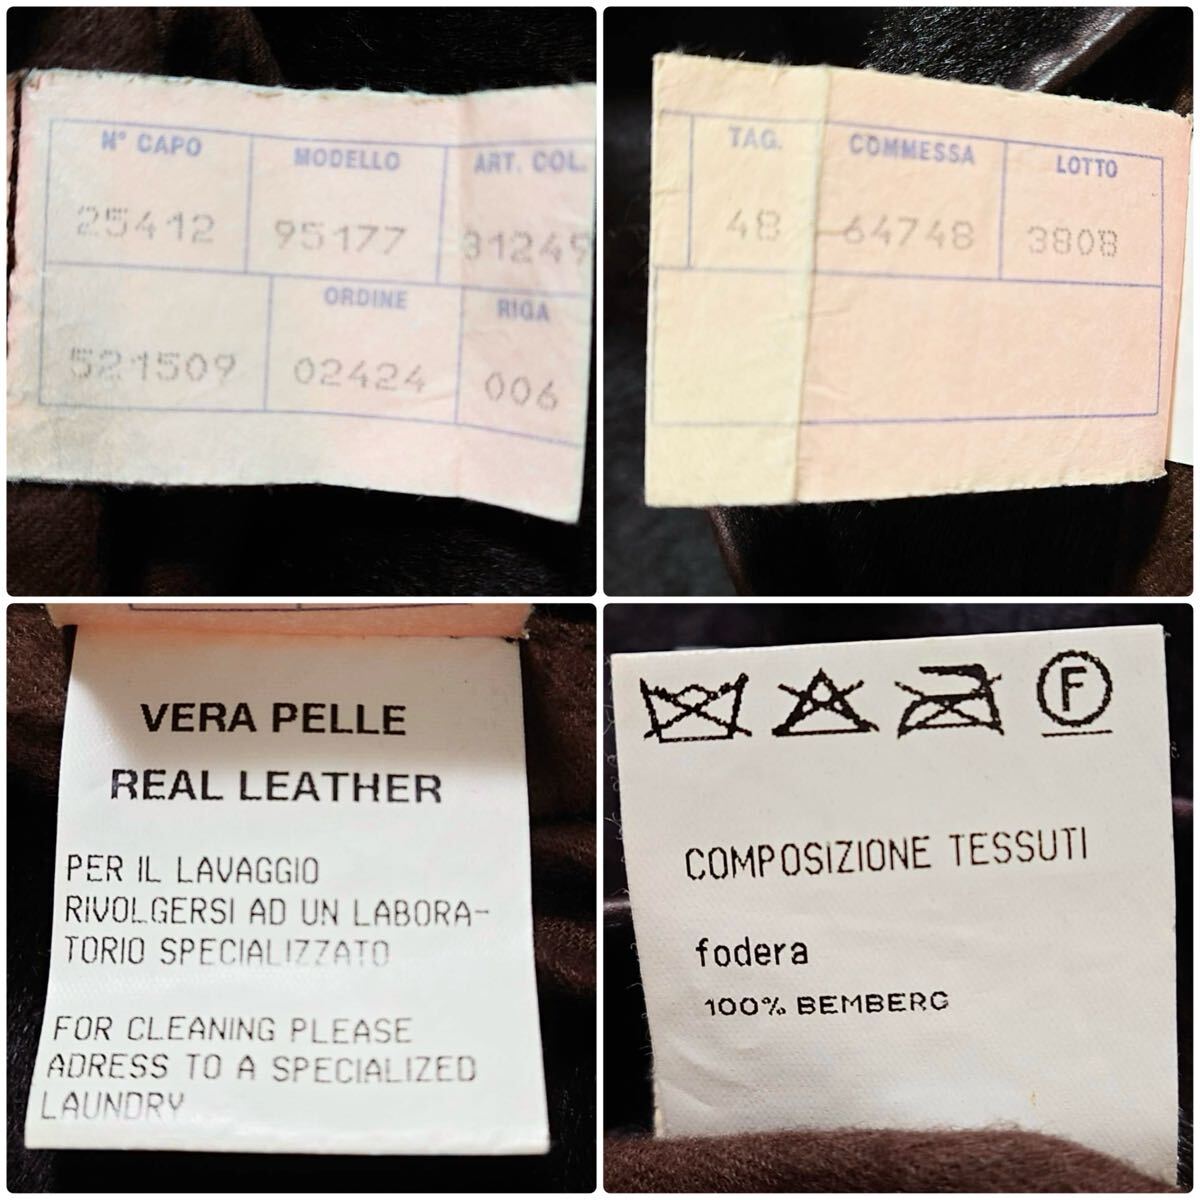 N° CAPO MODELLO ART. COL.
25412 95177 31249
ORDINE RIGA
521509 02424 006
TAG. COMMESSA LOTTO
48 -64748 3808
VERA PELLE
REAL LEATHER
PER IL LAVAGGIO
RIVOLGERSI AD UN LABORA-
TORIO SPECIALIZZATO
FOR CLEANING PLEASE
ADRESS TO A SPECIALIZED
LAUNDRY
F
COMPOSIZIONE TESSUTI
fodera
100% BEMBERG